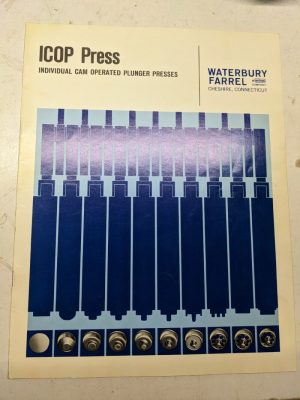 ICOP Press
INDIVIDUAL CAM OPERATED PLUNGER PRESSES
WATERBURY
FARREL
CHESHIRE, CONNECTICUT